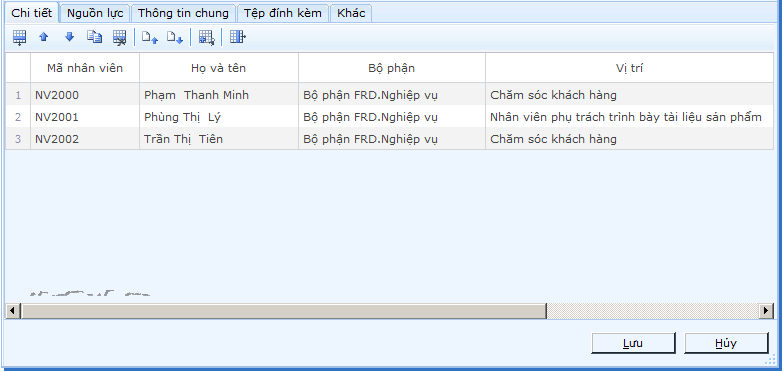 Chi tiết Nguồn lực Thông tin chung Tệp đính kèm Khác
Mã nhân viên Họ và tên Bộ phận Vị trí
1 NV2000 Phạm Thanh Minh Bộ phận FRD.Nghiệp vụ Chăm sóc khách hàng
2 NV2001 Phùng Thị Lý Bộ phận FRD.Nghiệp vụ Nhân viên phụ trách trình bày tài liệu sản phẩm
3 NV2002 Trần Thị Tiên Bộ phận FRD.Nghiệp vụ Chăm sóc khách hàng
Lưu Hủy